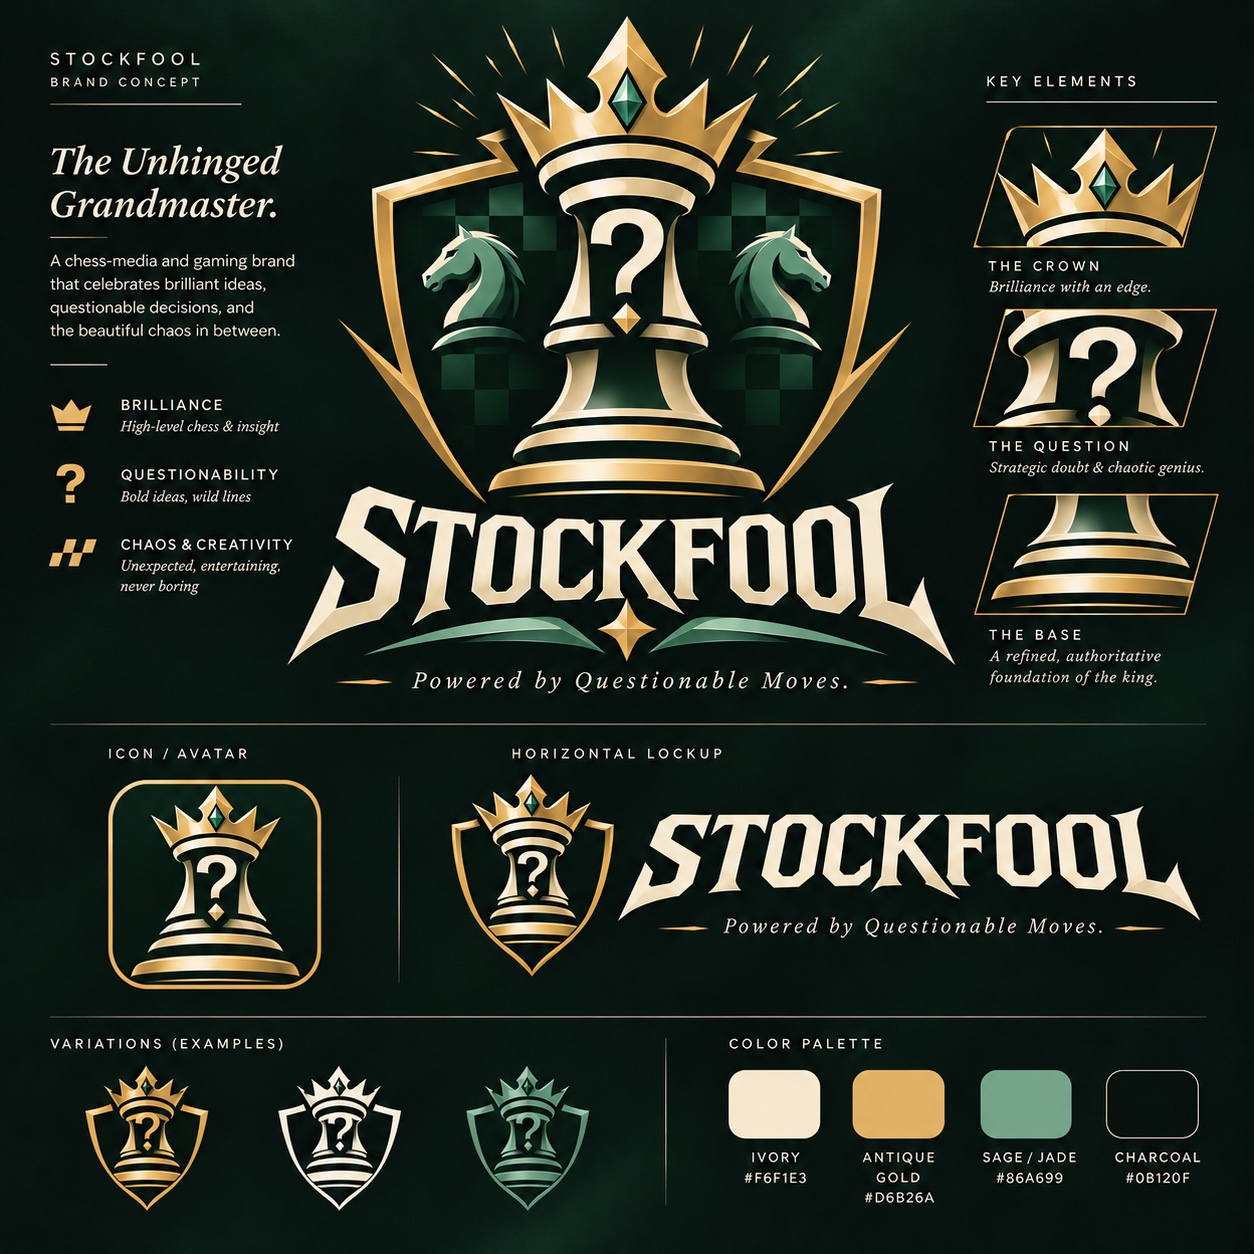 STOCKFOOL
BRAND CONCEPT
The Unhinged
Grandmaster.
A chess-media and gaming brand
that celebrates brilliant ideas,
questionable decisions, and
the beautiful chaos in between.
BRILLIANCE
High-level chess & insight
?
QUESTIONABILITY
Bold ideas, wild lines
CHAOS & CREATIVITY
Unexpected, entertaining,
never boring
?
STOCKFOOL
Powered by Questionable Moves.
KEY ELEMENTS
THE CROWN
Brilliance with an edge.
?
THE QUESTION
Strategic doubt & chaotic genius.
THE BASE
A refined, authoritative
foundation of the king.
ICON / AVATAR
?
HORIZONTAL LOCKUP
?
STOCKFOOL
Powered by Questionable Moves.
VARIATIONS (EXAMPLES)
?
?
?
COLOR PALETTE
IVORY
#F6F1E3
ANTIQUE
GOLD
#D6B26A
SAGE / JADE
#86A699
CHARCOAL
#0B120F